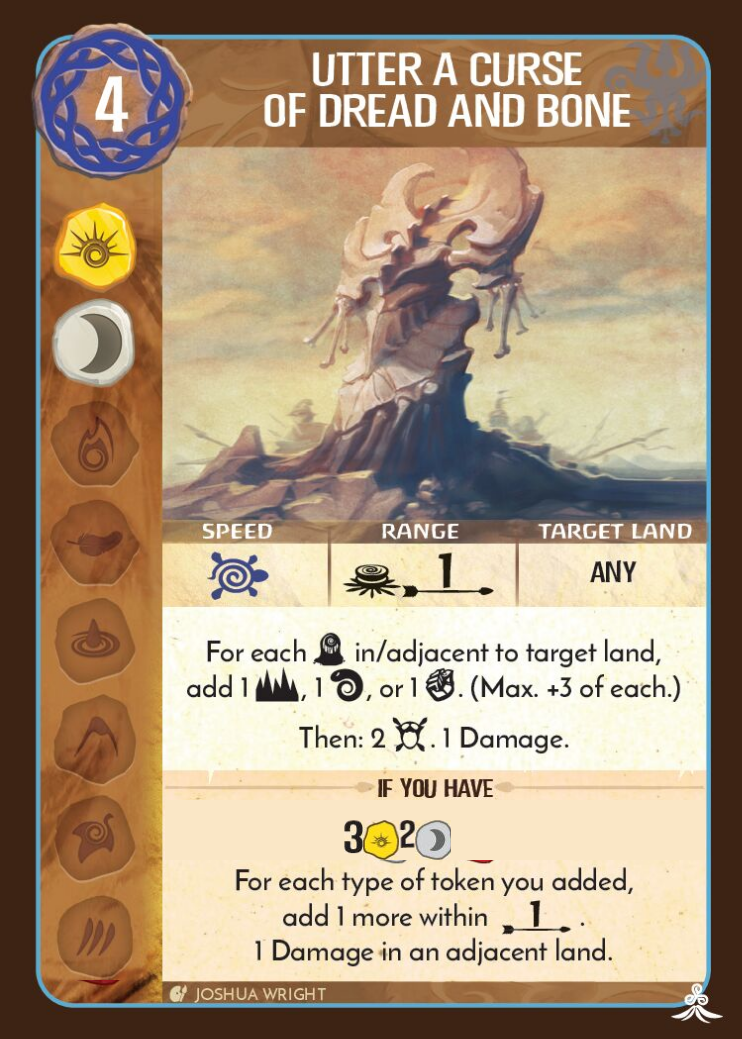 4
UTTER A CURSE
OF DREAD AND BONE
SPEED RANGE TARGET LAND
1 ANY
For each in/adjacent to target land,
add 1 , 1 , or 1 . (Max. +3 of each.)
Then: 2 . 1 Damage.
IF YOU HAVE
3 2
For each type of token you added,
add 1 more within 1 .
1 Damage in an adjacent land.
JOSHUA WRIGHT